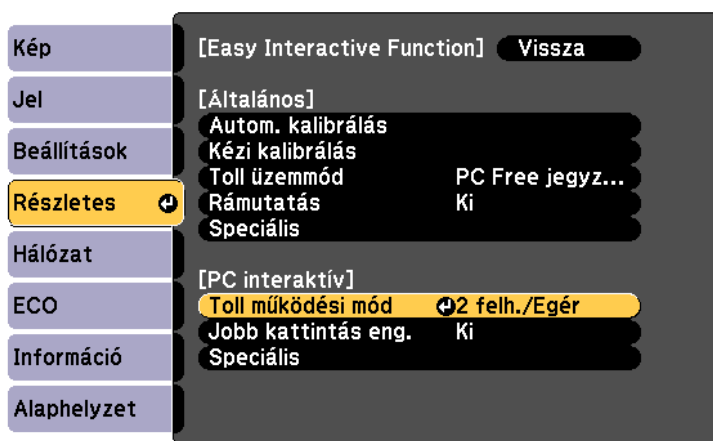 Kép
Jel
Beállítások
Részletes
Hálózat
ECO
Információ
Alaphelyzet
[Easy Interactive Function] Vissza
[Általános]
Autom. kalibrálás
Kézi kalibrálás
Toll üzemmód PC Free jegyz...
Rámutatás Ki
Speciális
[PC interaktív]
Toll működési mód 2 felh./Egér
Jobb kattintás eng. Ki
Speciális